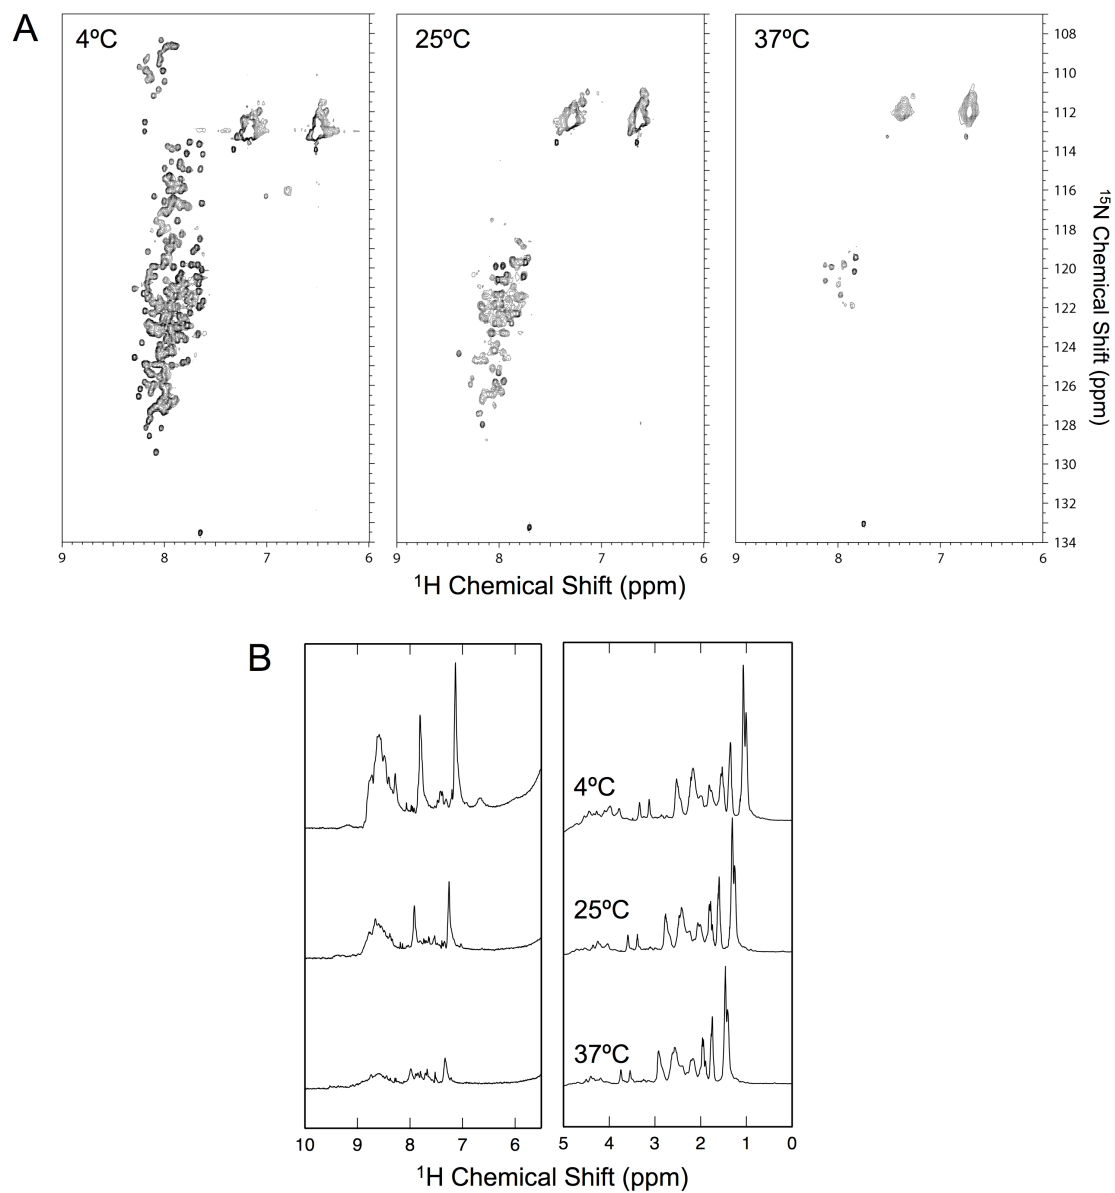 A
4ºC
25ºC
37ºC
108
110
112
114
116
120
122
124
126
128
130
132
134
¹⁵N Chemical Shift (ppm)
9 8 7 6 9 8 7 6 9 8 7 6
¹H Chemical Shift (ppm)
B
4ºC
25ºC
37ºC
10 9 8 7 6 5 4 3 2 1 0
¹H Chemical Shift (ppm)